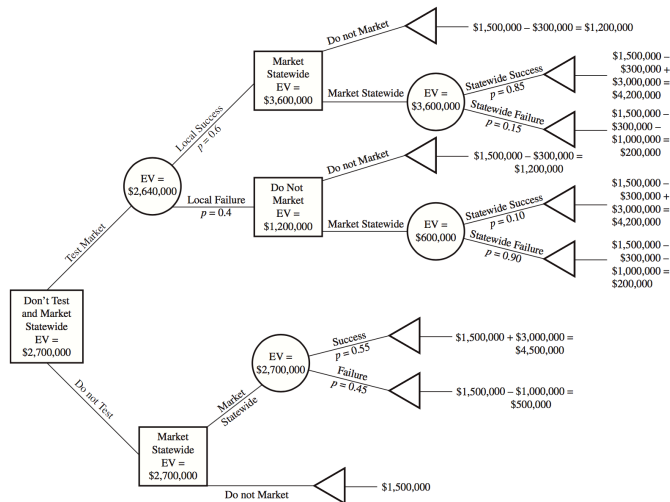 Do not Market
$1,500,000 – $300,000 = $1,200,000
Market
Statewide
EV =
$3,600,000
Market Statewide
EV =
$3,600,000
Statewide Success
p = 0.85
$1,500,000 –
$300,000 +
$3,000,000 =
$4,200,000
Statewide Failure
p = 0.15
$1,500,000 –
$300,000 –
$1,000,000 =
$200,000
Local Success
p = 0.6
EV =
$2,640,000
Local Failure
p = 0.4
Do Not
Market
EV =
$1,200,000
Do not Market
$1,500,000 – $300,000 =
$1,200,000
Market Statewide
EV =
$600,000
Statewide Success
p = 0.10
$1,500,000 –
$300,000 +
$3,000,000 =
$4,200,000
Statewide Failure
p = 0.90
$1,500,000 –
$300,000 –
$1,000,000 =
$200,000
Test Market
Don't Test
and Market
Statewide
EV =
$2,700,000
Do not Test
Market
Statewide
EV =
$2,700,000
Market
Statewide
EV =
$2,700,000
Success
p = 0.55
$1,500,000 + $3,000,000 =
$4,500,000
Failure
p = 0.45
$1,500,000 – $1,000,000 =
$500,000
Do not Market
$1,500,000